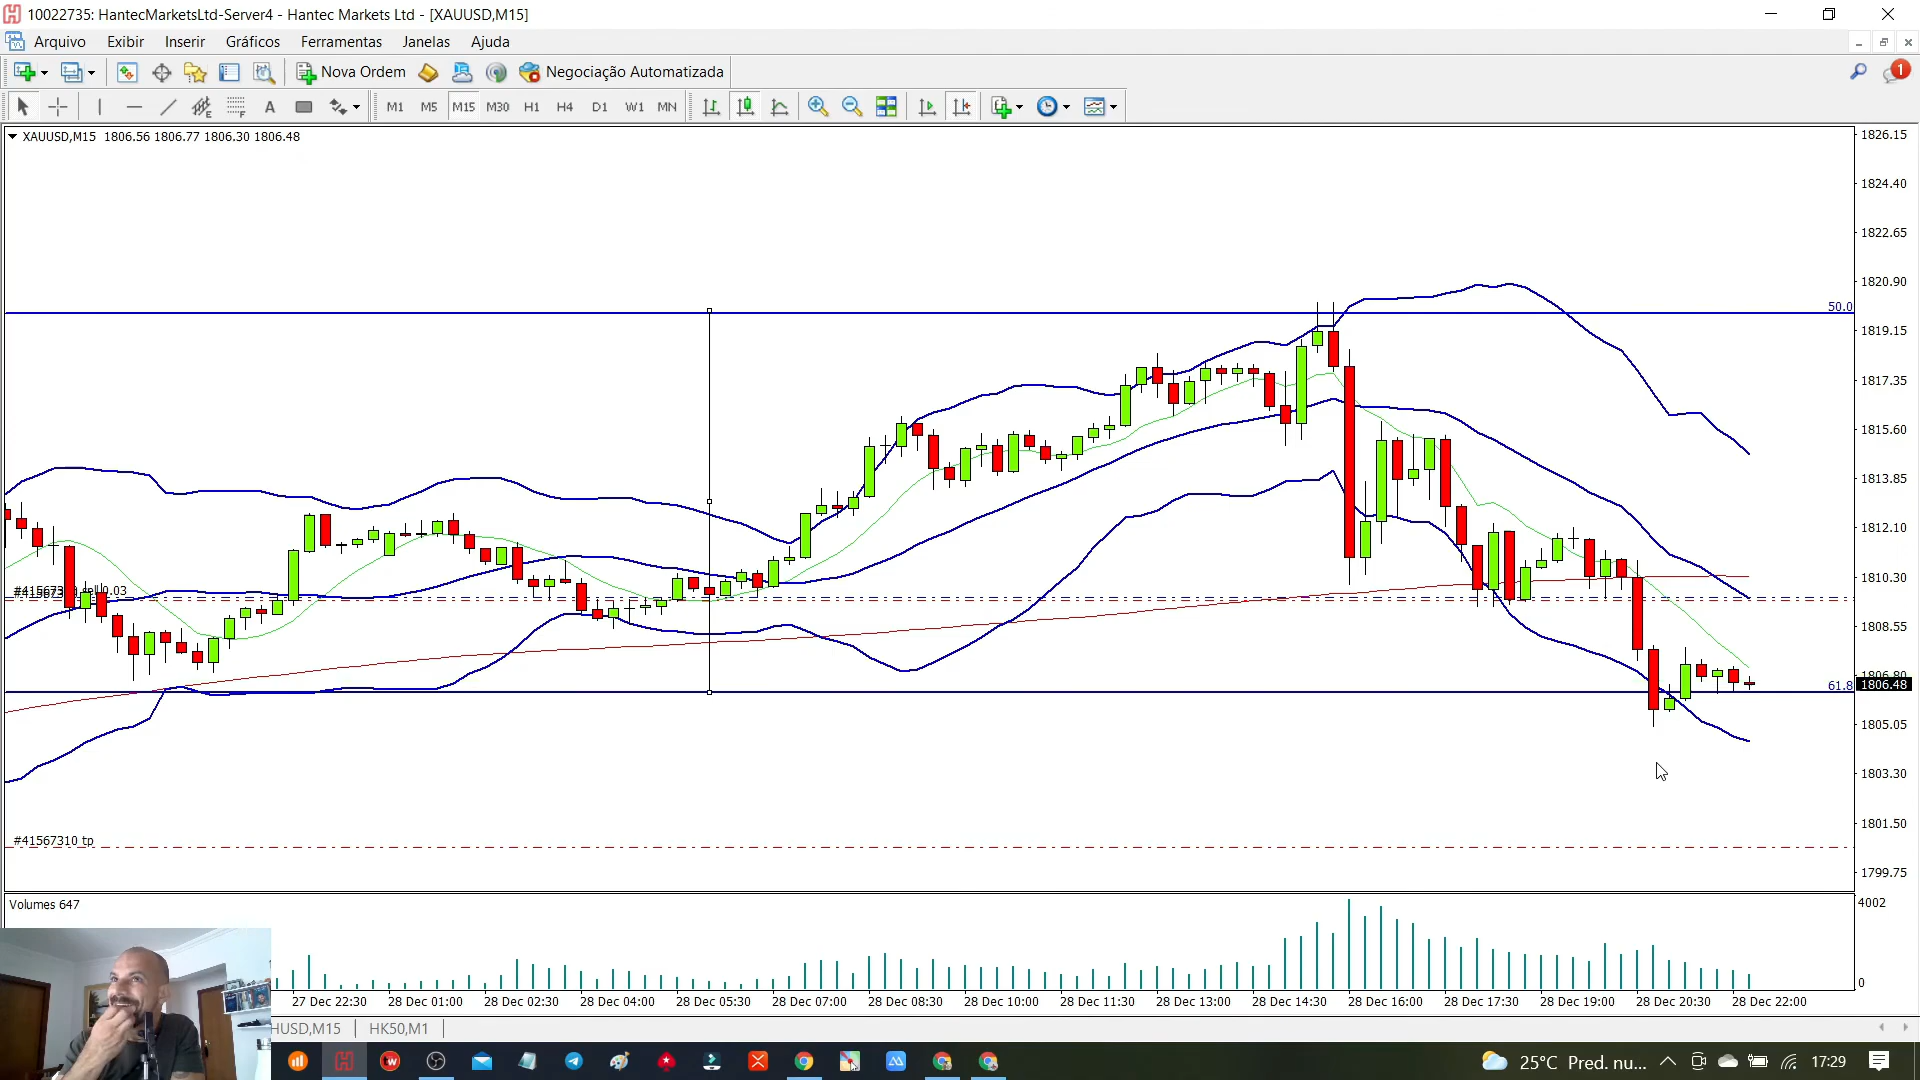 10022735: HantecMarketsLtd-Server4 - Hantec Markets Ltd - [XAUUSD,M15]
Arquivo Exibir Inserir Gráficos Ferramentas Janelas Ajuda
Nova Ordem Negociação Automatizada 1
A M1 M5 M15 M30 H1 H4 D1 W1 MN
XAUUSD,M15 1806.56 1806.77 1806.30 1806.48
1826.15
1824.40
1822.65
1820.90
50.0
1819.15
1817.35
1815.60
1813.85
1812.10
1810.30
1808.55
1806.80
61.8
1806.48
1805.05
1803.30
#41567310 tp
1801.50
1799.75
Volumes 647
4002
0
27 Dec 22:30 28 Dec 01:00 28 Dec 02:30 28 Dec 04:00 28 Dec 05:30 28 Dec 07:00 28 Dec 08:30 28 Dec 10:00 28 Dec 11:30 28 Dec 13:00 28 Dec 14:30 28 Dec 16:00 28 Dec 17:30 28 Dec 19:00 28 Dec 20:30 28 Dec 22:00
HUSD,M15 HK50,M1
25°C Pred. nu... 17:29